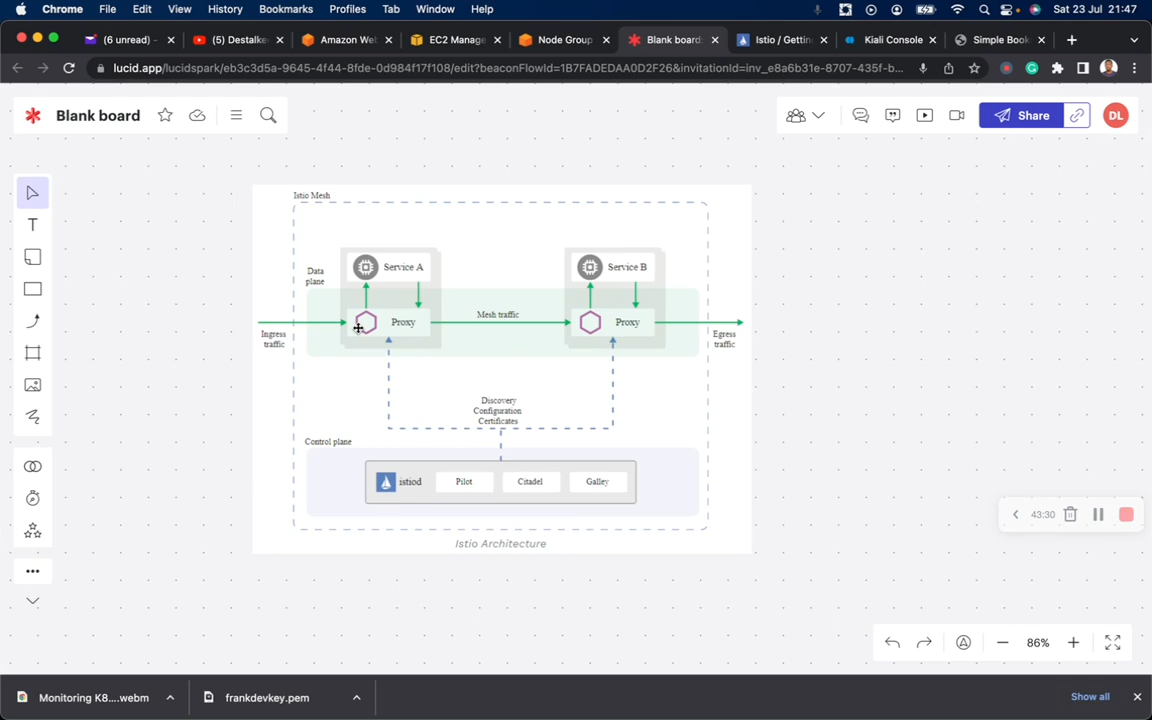 Chrome File Edit View History Bookmarks Profiles Tab Window Help Sat 23 Jul 21:47
(6 unread) - (5) Destalke Amazon We EC2 Manage Node Group Blank board: Istio / Gettin Kiali Console Simple Book
lucid.app/lucidspark/eb3c3d5a-9645-4f44-8fde-0d984f17f108/edit?beaconFlowId=1B7FADEDAA0D2F26&invitationId=inv_e8a6b31e-8707-435f-b...
Blank board Share DL
T
Istio Mesh
Service A Service B
Data
plane
Proxy Mesh traffic Proxy
Ingress
traffic
Egress
traffic
Discovery
Configuration
Certificates
Control plane
istiod Pilot Citadel Galley
Istio Architecture
43:30
86%
Monitoring K8....webm frankdevkey.pem Show all